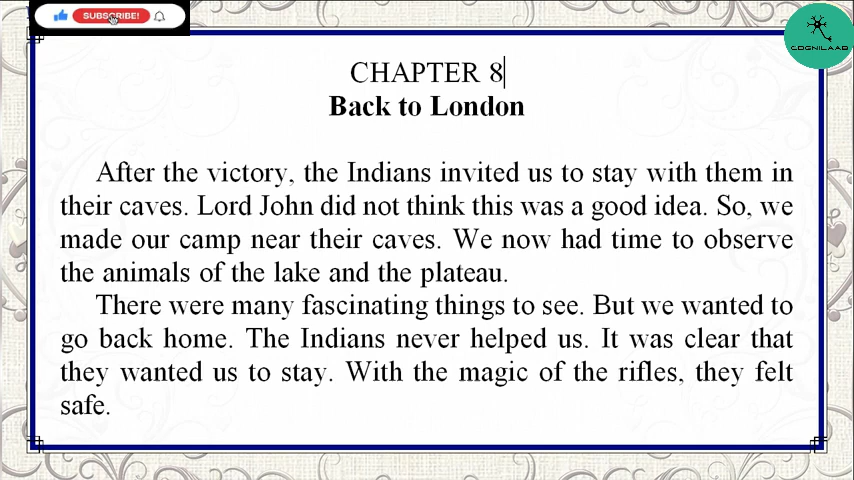 SUBSCRIBE!
COGNILAAB
CHAPTER 8
Back to London
After the victory, the Indians invited us to stay with them in
their caves. Lord John did not think this was a good idea. So, we
made our camp near their caves. We now had time to observe
the animals of the lake and the plateau.
There were many fascinating things to see. But we wanted to
go back home. The Indians never helped us. It was clear that
they wanted us to stay. With the magic of the rifles, they felt
safe.